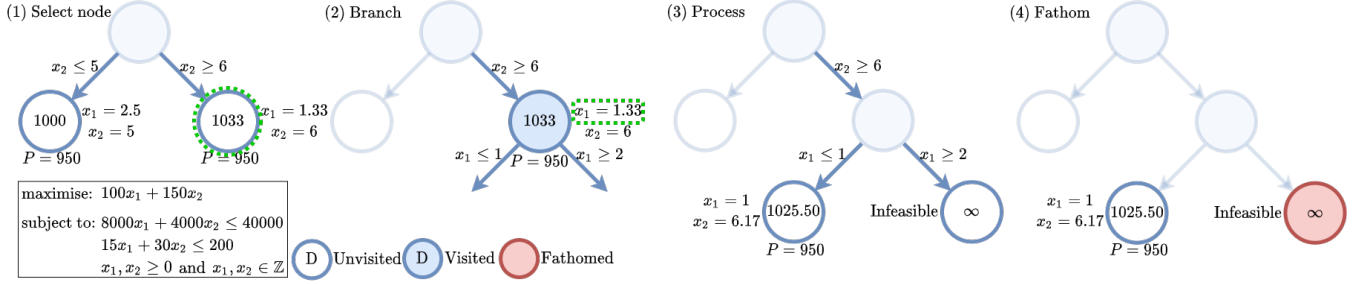 (1) Select node
x₂ ≤ 5
x₂ ≥ 6
1000
x₁ = 2.5
x₂ = 5
P = 950
1033
x₁ = 1.33
x₂ = 6
P = 950
maximise: 100x₁ + 150x₂
subject to: 8000x₁ + 4000x₂ ≤ 40000
15x₁ + 30x₂ ≤ 200
x₁, x₂ ≥ 0 and x₁, x₂ ∈ ℤ
(2) Branch
x₂ ≥ 6
1033
x₁ = 1.33
x₂ = 6
P = 950
x₁ ≤ 1
x₁ ≥ 2
D Unvisited
D Visited
Fathomed
(3) Process
x₂ ≥ 6
x₁ ≤ 1
x₁ ≥ 2
x₁ = 1
x₂ = 6.17
1025.50
P = 950
Infeasible
∞
(4) Fathom
x₁ = 1
x₂ = 6.17
1025.50
P = 950
Infeasible
∞